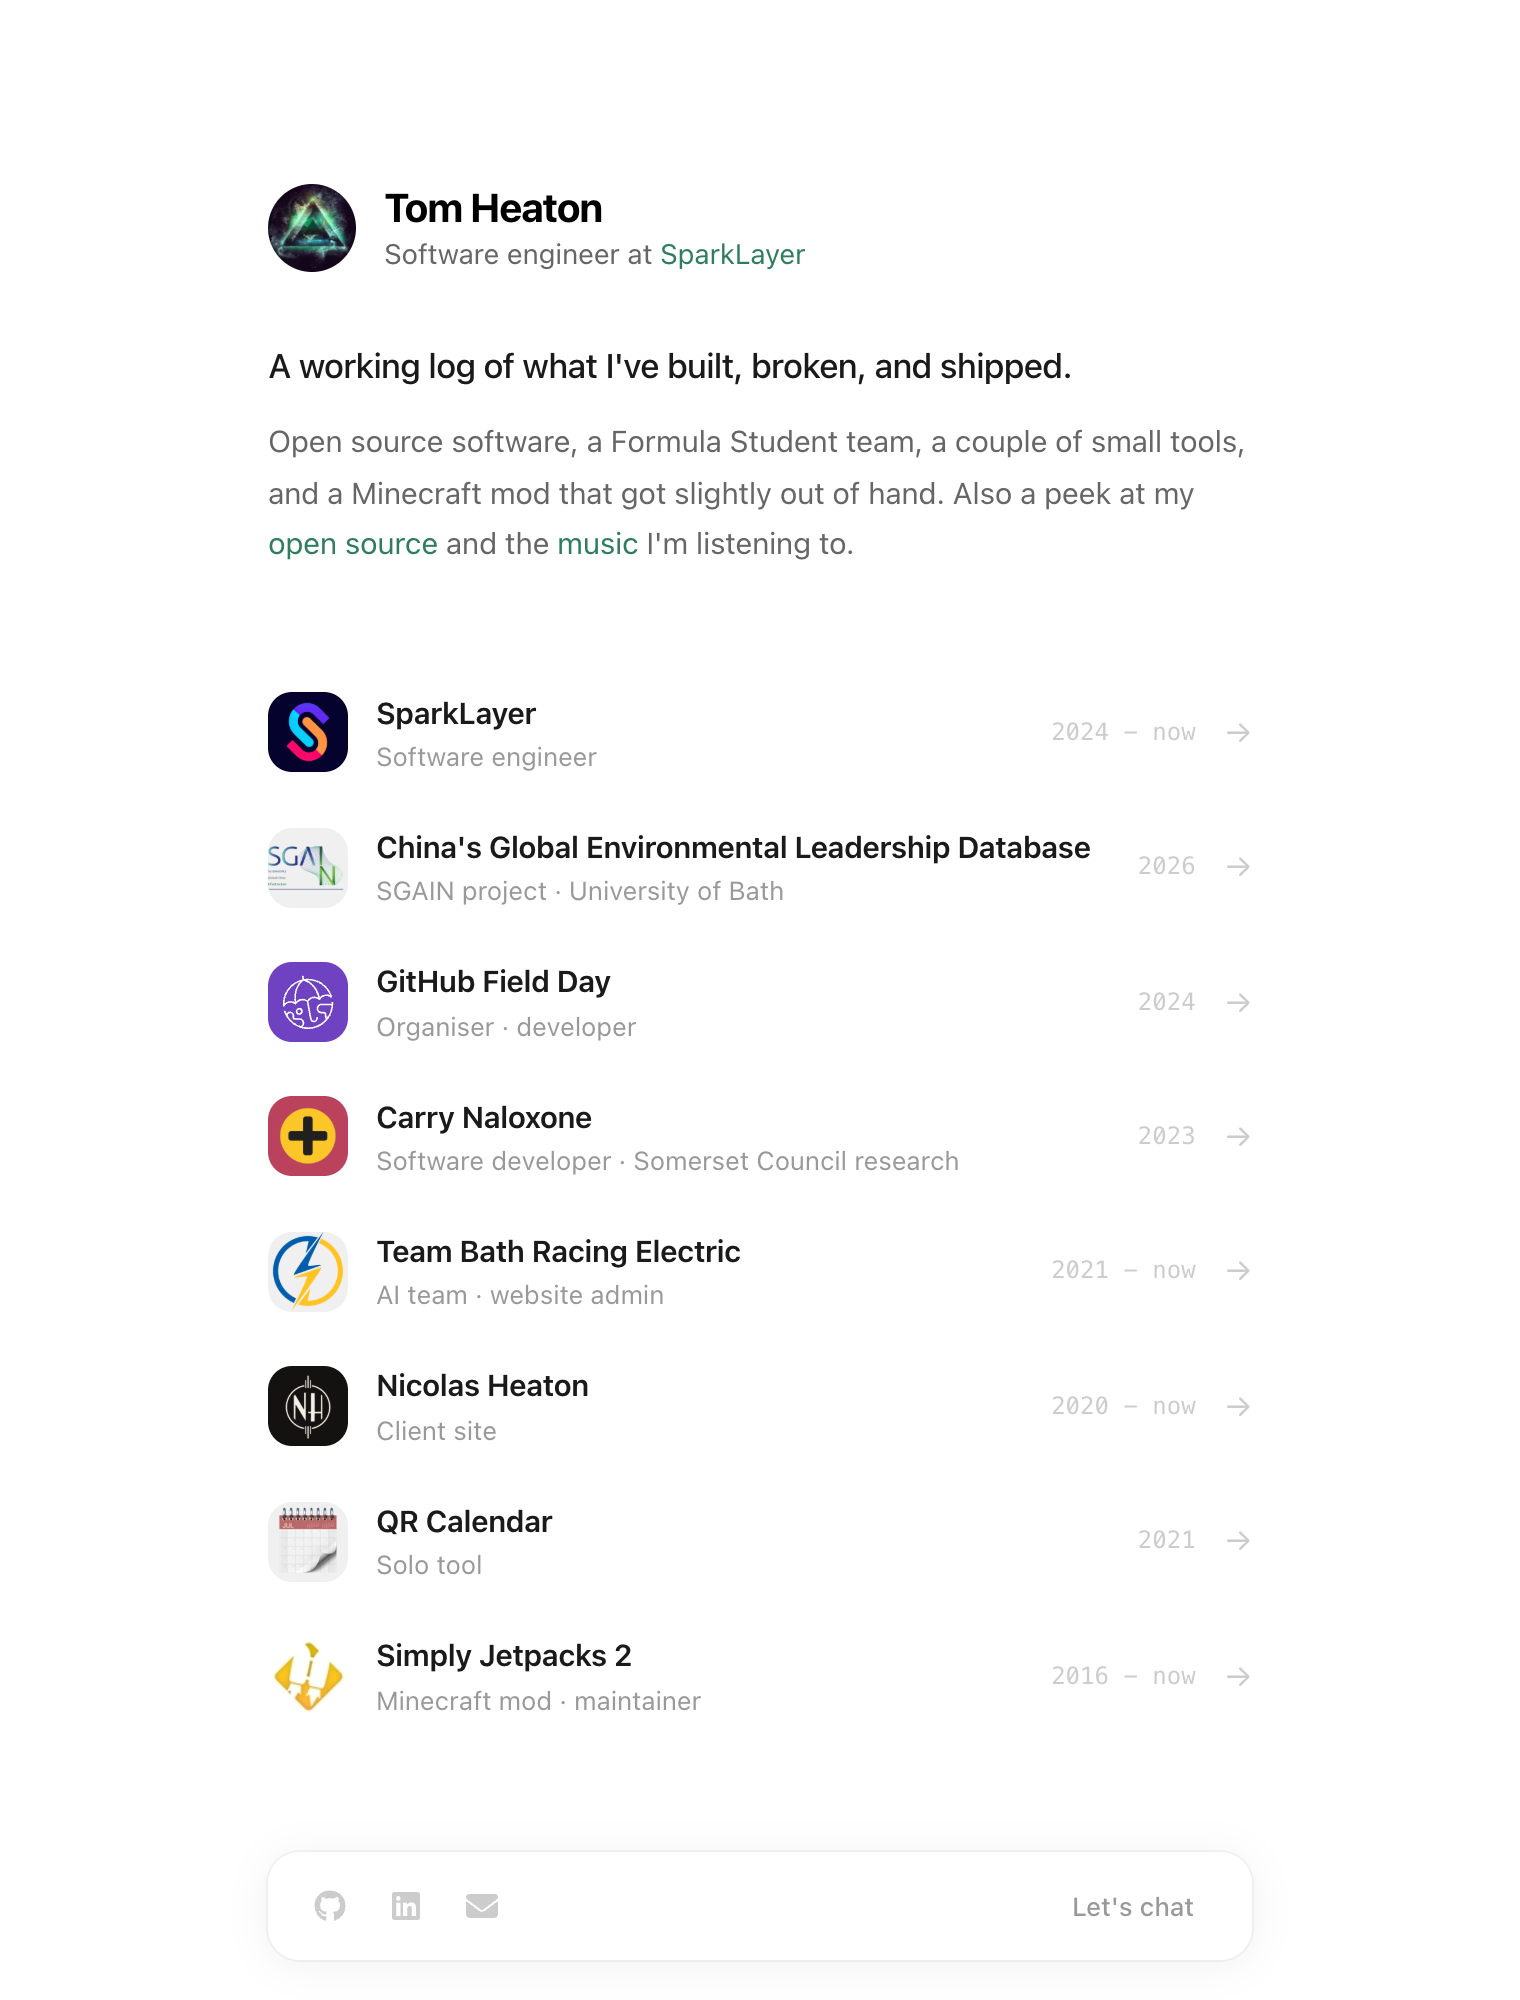 Tom Heaton
Software engineer at SparkLayer
A working log of what I've built, broken, and shipped.
Open source software, a Formula Student team, a couple of small tools,
and a Minecraft mod that got slightly out of hand. Also a peek at my
open source and the music I'm listening to.
SparkLayer
Software engineer
2024 – now
China's Global Environmental Leadership Database
SGAIN project · University of Bath
2026
SGAIN
GitHub Field Day
Organiser · developer
2024
Carry Naloxone
Software developer · Somerset Council research
2023
Team Bath Racing Electric
AI team · website admin
2021 – now
NH
Nicolas Heaton
Client site
2020 – now
JUL
QR Calendar
Solo tool
2021
Simply Jetpacks 2
Minecraft mod · maintainer
2016 – now
in
Let's chat